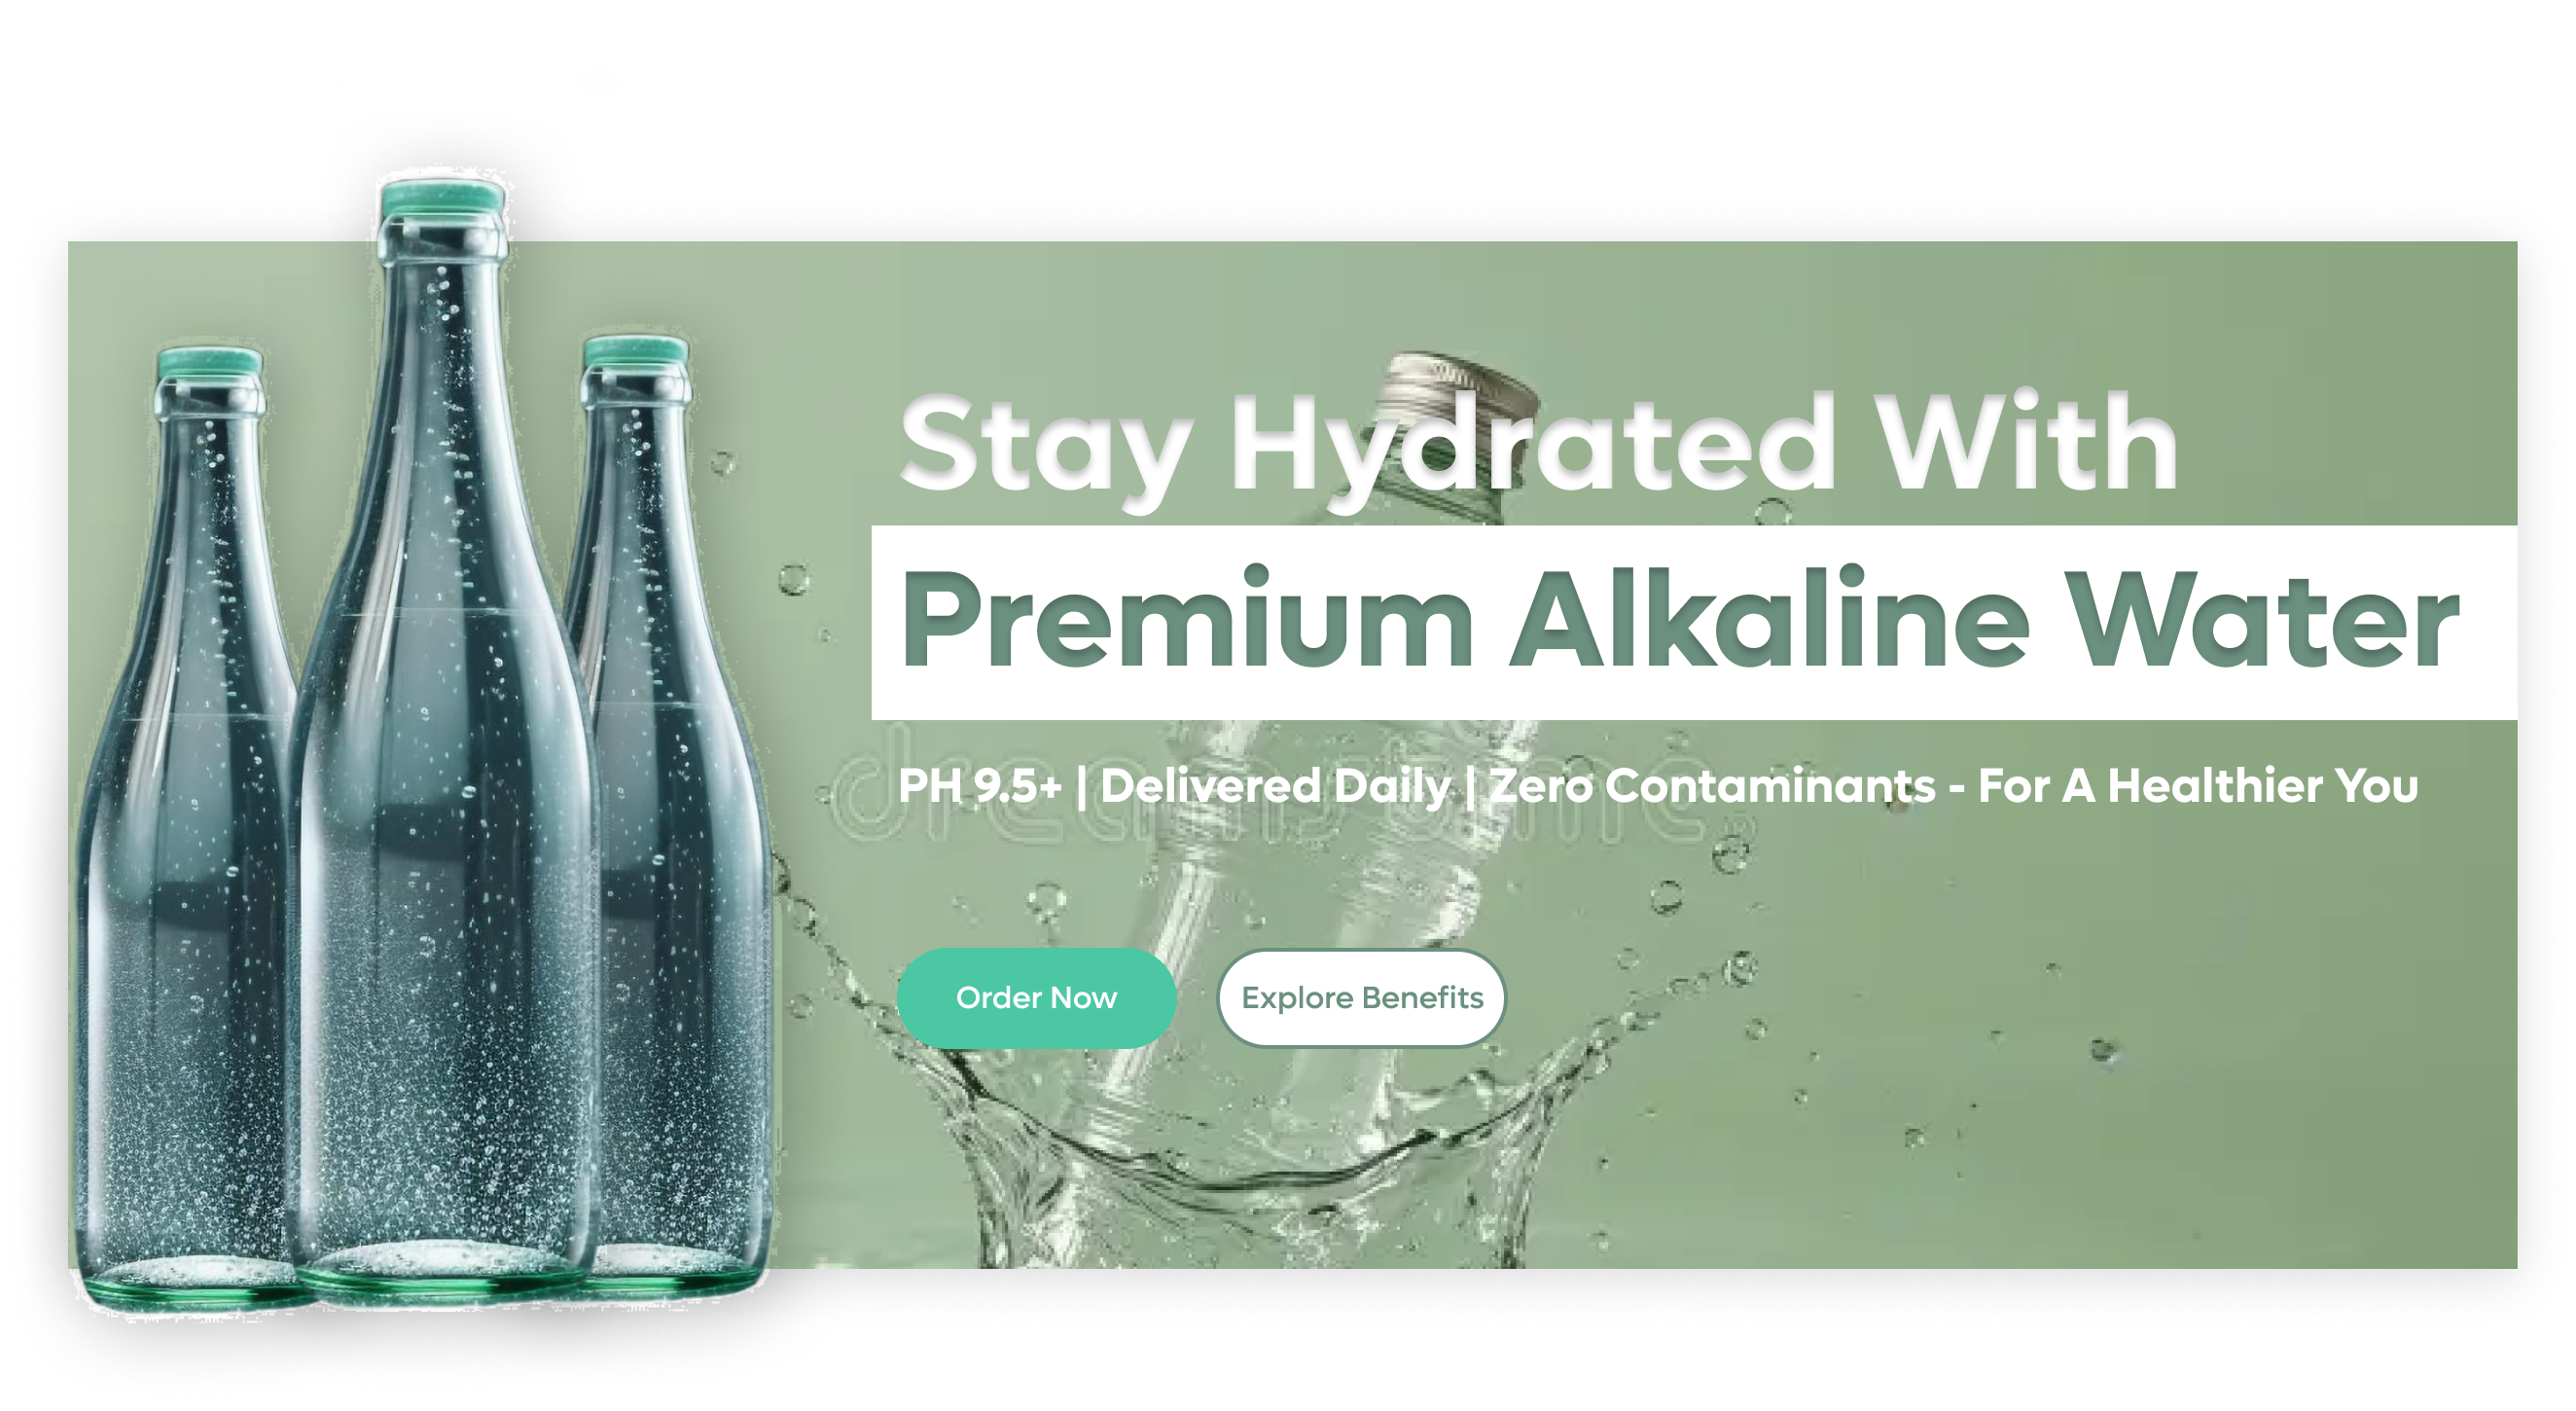 Stay Hydrated With
Premium Alkaline Water
dreamstime
PH 9.5+ | Delivered Daily | Zero Contaminants - For A Healthier You
Order Now
Explore Benefits